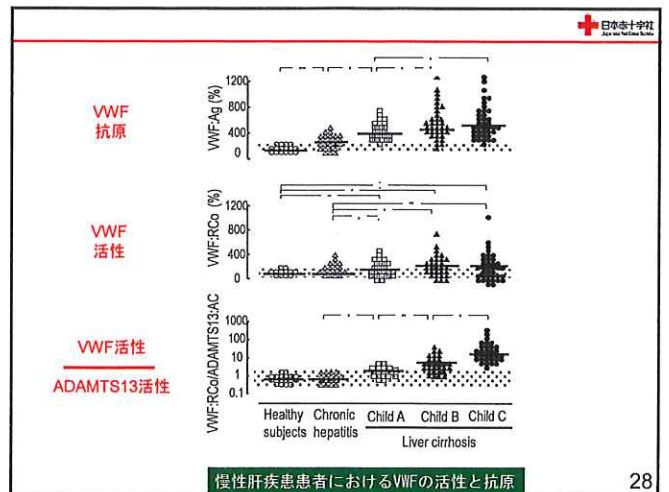 日本赤十字社
VWF
抗原
VWF:Ag (%)
1200
800
400
0
VWF
活性
VWF:RCo (%)
1200
800
400
0
VWF活性
ADAMTS13活性
VWF:RCo/ADAMTS13:AC
1000
100
10
1
0.1
Healthy subjects
Chronic hepatitis
Child A
Child B
Child C
Liver cirrhosis
慢性肝疾患患者におけるVWFの活性と抗原
28